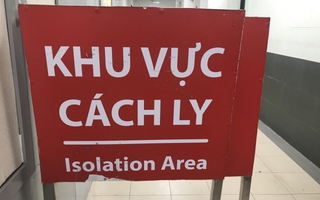 KHU VỰC
CÁCH LY
Isolation Area